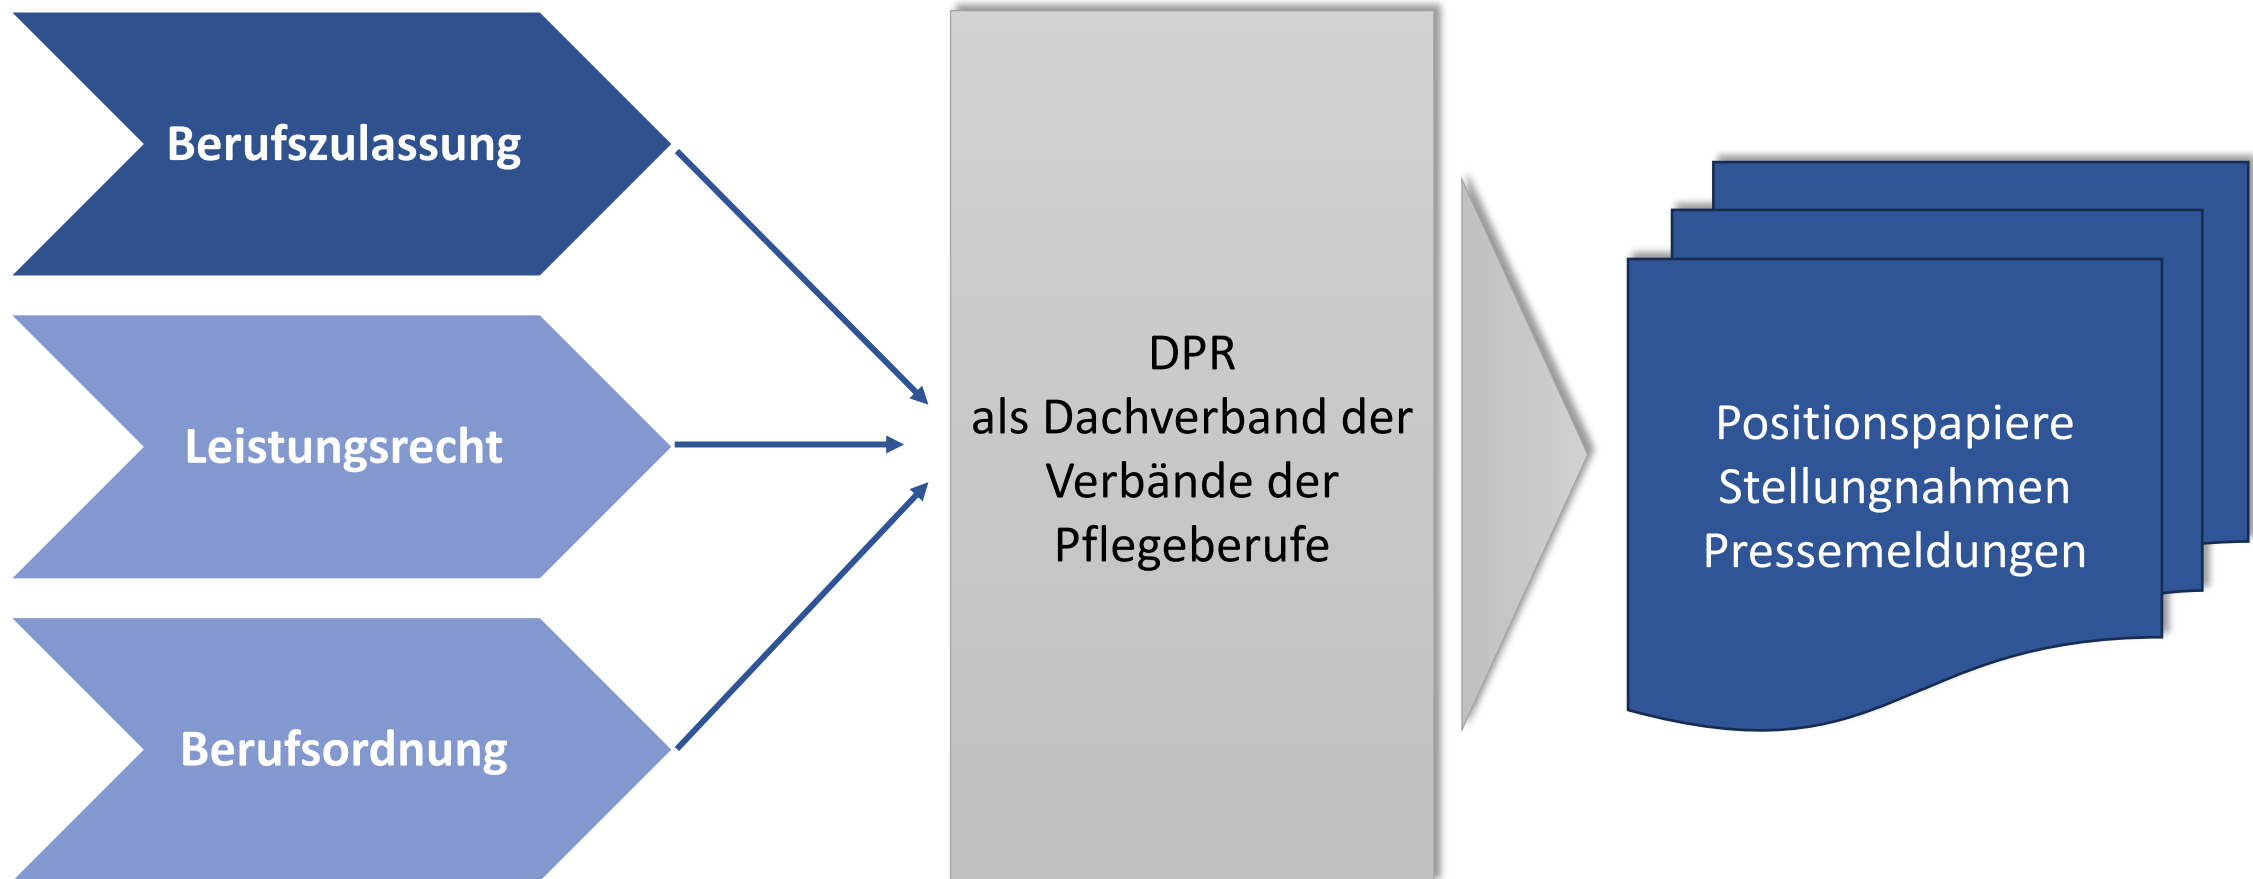 Berufszulassung
Leistungsrecht
Berufsordnung
DPR
als Dachverband der
Verbände der
Pflegeberufe
Positionspapiere
Stellungnahmen
Pressemeldungen